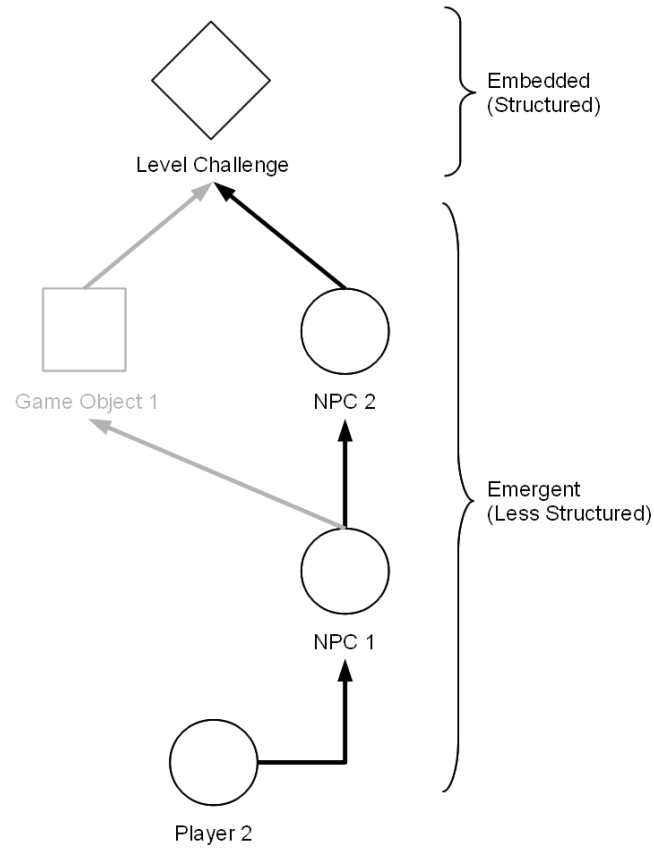 Embedded
(Structured)
Level Challenge
Game Object 1
NPC 2
Emergent
(Less Structured)
NPC 1
Player 2